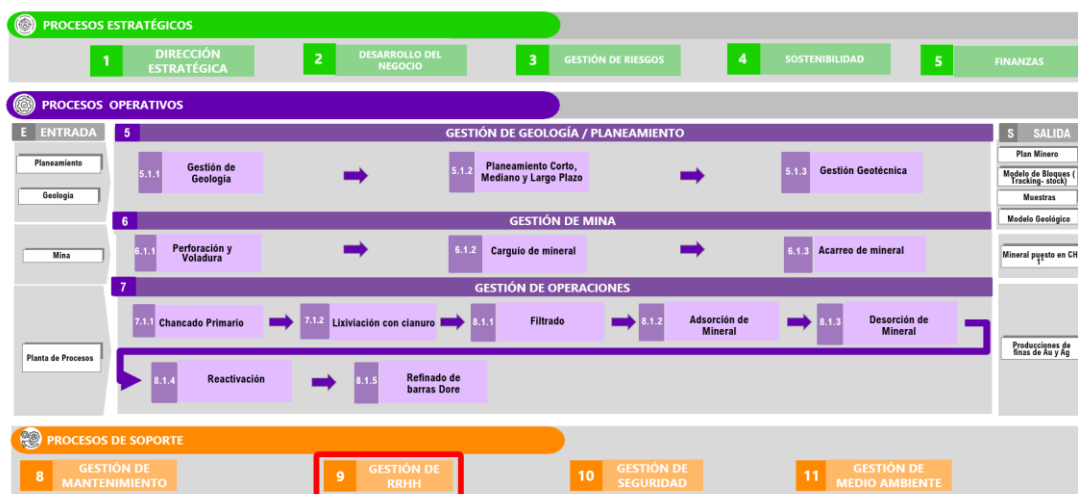 PROCESOS ESTRATÉGICOS
1
DIRECCIÓN
ESTRATÉGICA
2
DESARROLLO DEL
NEGOCIO
3
GESTIÓN DE RIESGOS
4
SOSTENIBILIDAD
5
FINANZAS
PROCESOS OPERATIVOS
E ENTRADA
5
GESTIÓN DE GEOLOGÍA / PLANEAMIENTO
S SALIDA
Planeamiento
Geología
5.1.1
Gestión de
Geología
5.1.2
Planeamiento Corto,
Mediano y Largo Plazo
5.1.3
Gestión Geotécnica
Plan Minero
Modelo de Bloques (
Tracking- stock)
Muestras
Modelo Geológico
6
GESTIÓN DE MINA
Mina
6.1.1
Perforación y
Voladura
6.1.2
Carguío de mineral
6.1.3
Acarreo de mineral
Mineral puesto en CH
1°
7
GESTIÓN DE OPERACIONES
Planta de Procesos
7.1.1
Chancado Primario
7.1.2
Lixiviación con cianuro
8.1.1
Filtrado
8.1.2
Adsorción de
Mineral
8.1.3
Desorción de
Mineral
8.1.4
Reactivación
8.1.5
Refinado de
barras Dore
Producciones de
finas de Au y Ag
PROCESOS DE SOPORTE
8
GESTIÓN DE
MANTENIMIENTO
9
GESTIÓN DE
RRHH
10
GESTIÓN DE
SEGURIDAD
11
GESTIÓN DE
MEDIO AMBIENTE